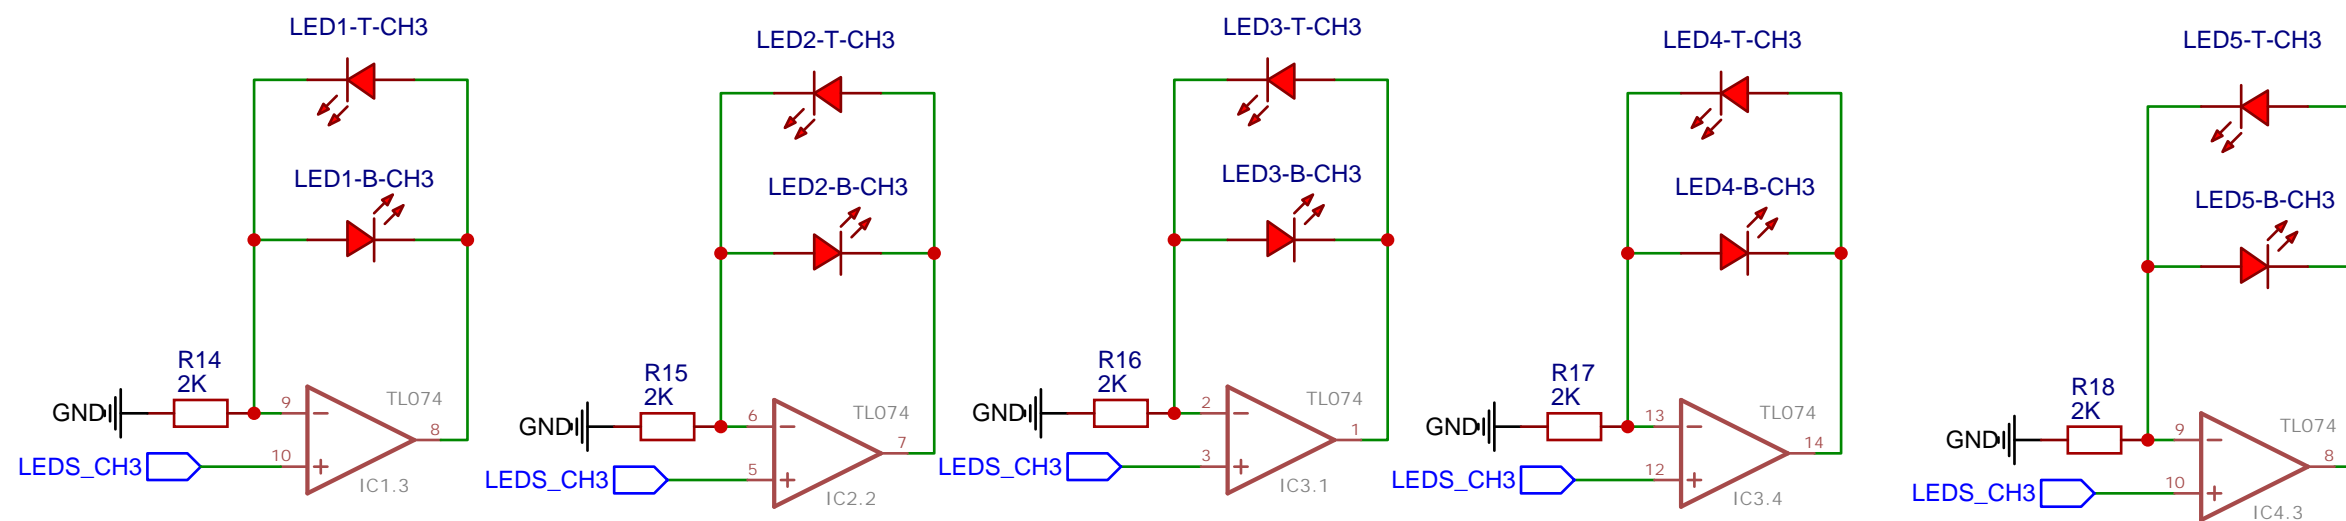 LED1-T-CH3
LED1-B-CH3
R14
2K
TL074
GND
9
8
10
LEDS_CH3
IC1.3
LED2-T-CH3
LED2-B-CH3
R15
2K
TL074
GND
6
7
5
LEDS_CH3
IC2.2
LED3-T-CH3
LED3-B-CH3
R16
2K
TL074
GND
2
1
3
LEDS_CH3
IC3.1
LED4-T-CH3
LED4-B-CH3
R17
2K
TL074
GND
13
14
12
LEDS_CH3
IC3.4
LED5-T-CH3
LED5-B-CH3
R18
2K
TL074
GND
9
8
10
LEDS_CH3
IC4.3